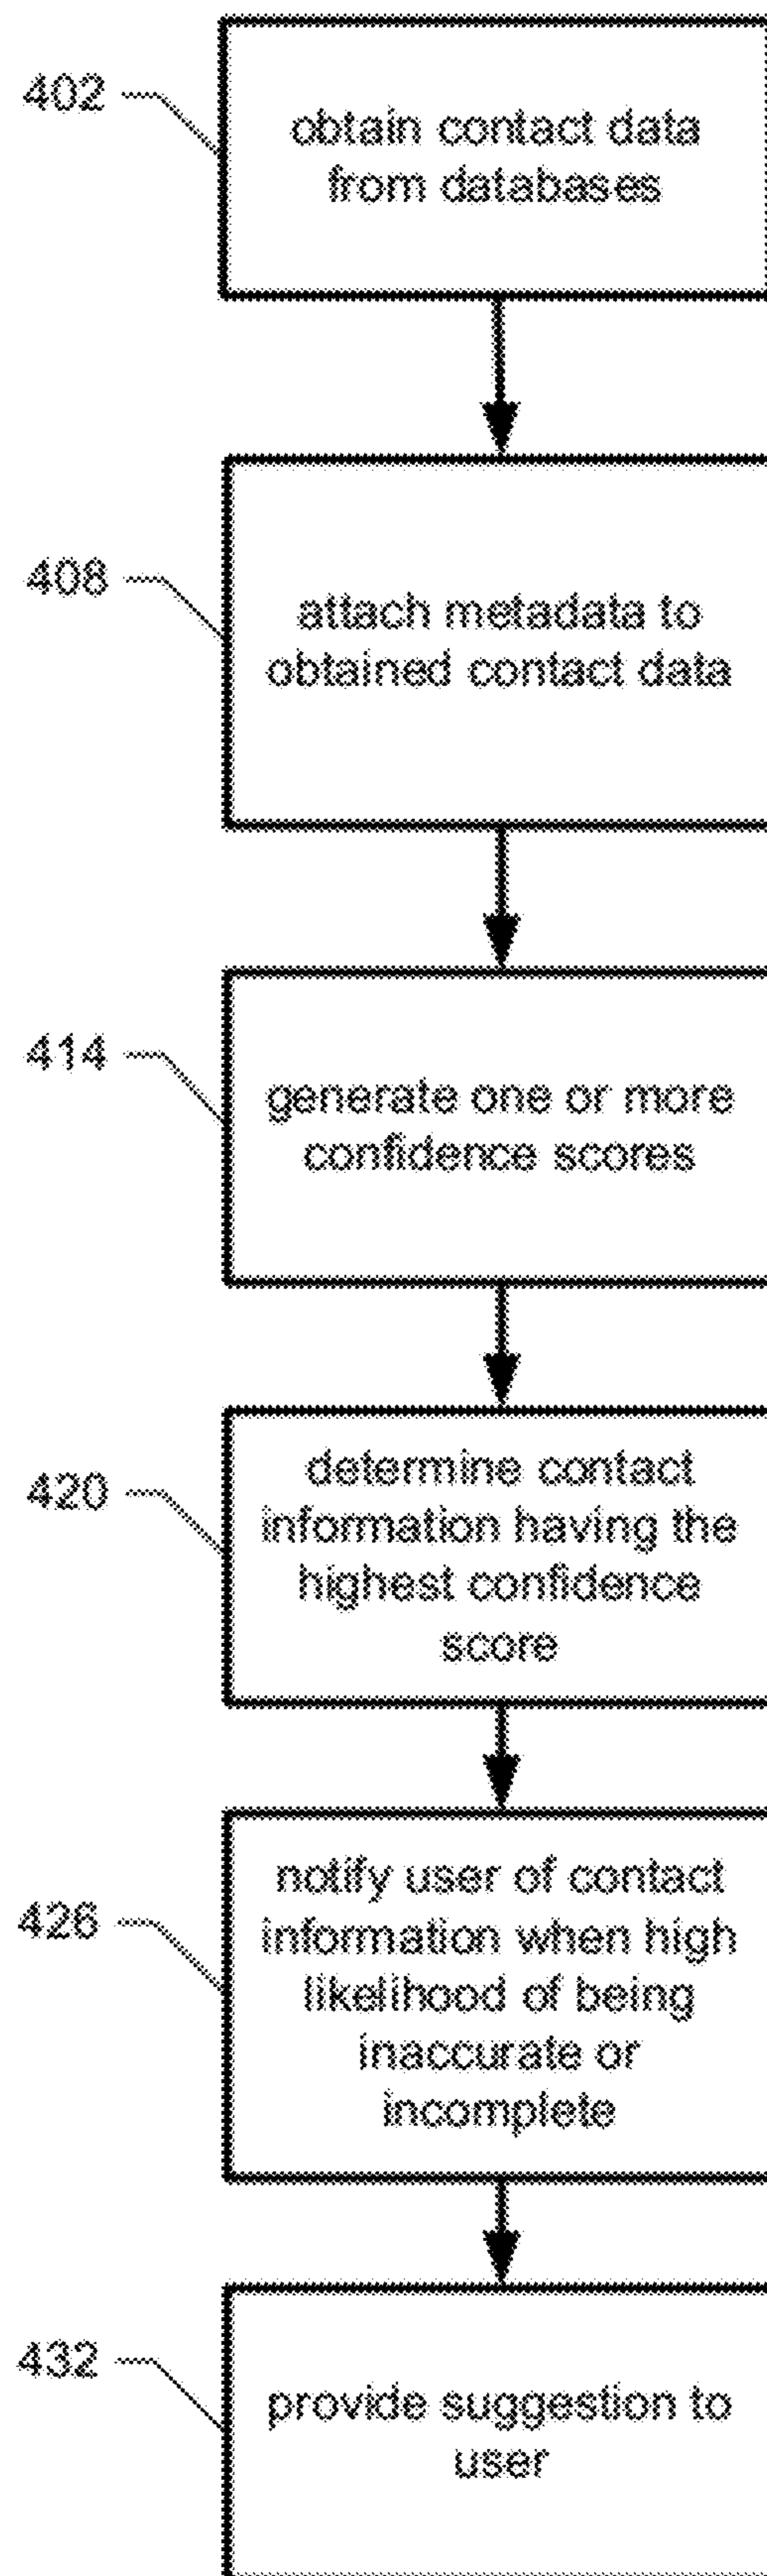 402
obtain contact data
from databases
408
attach metadata to
obtained contact data
414
generate one or more
confidence scores
420
determine contact
information having the
highest confidence
score
426
notify user of contact
information when high
likelihood of being
inaccurate or
incomplete
432
provide suggestion to
user